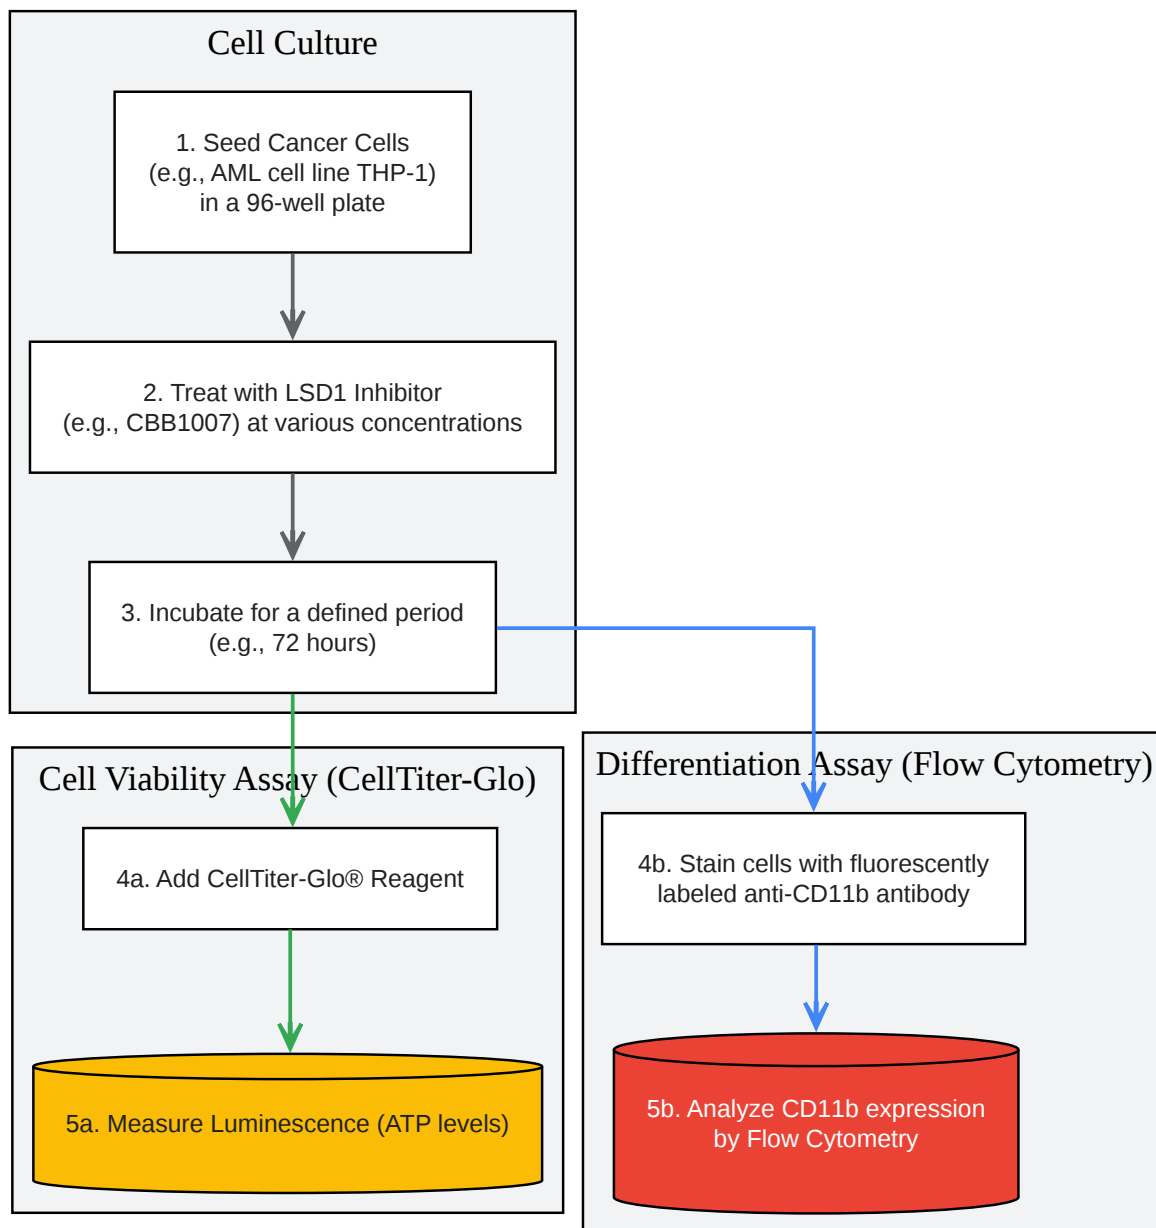 Cell Culture
1. Seed Cancer Cells
(e.g., AML cell line THP-1)
in a 96-well plate
2. Treat with LSD1 Inhibitor
(e.g., CBB1007) at various concentrations
3. Incubate for a defined period
(e.g., 72 hours)
Cell Viability Assay (CellTiter-Glo)
4a. Add CellTiter-Glo® Reagent
5a. Measure Luminescence (ATP levels)
Differentiation Assay (Flow Cytometry)
4b. Stain cells with fluorescently
labeled anti-CD11b antibody
5b. Analyze CD11b expression
by Flow Cytometry